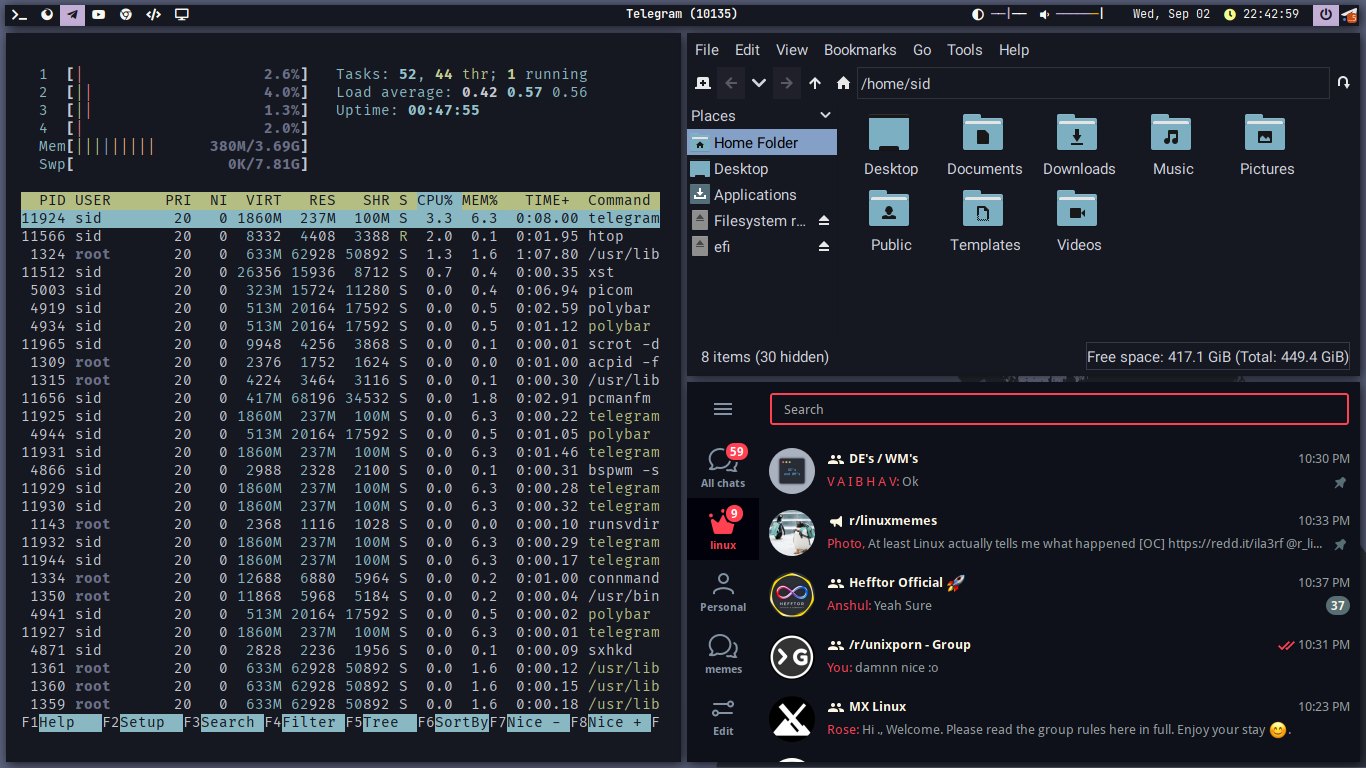 Telegram (10135)
Wed, Sep 02 22:42:59
1 [| 2.6%] Tasks: 52, 44 thr; 1 running
2 [|| 4.0%] Load average: 0.42 0.57 0.56
3 [|| 1.3%] Uptime: 00:47:55
4 [| 2.0%]
Mem[||||||||| 380M/3.69G]
Swp[ 0K/7.81G]
PID USER PRI NI VIRT RES SHR S CPU% MEM% TIME+ Command
11924 sid 20 0 1860M 237M 100M S 3.3 6.3 0:08.00 telegram
11566 sid 20 0 8332 4408 3388 R 2.0 0.1 0:01.95 htop
1324 root 20 0 633M 62928 50892 S 1.3 1.6 1:07.80 /usr/lib
11512 sid 20 0 26356 15936 8712 S 0.7 0.4 0:00.35 xst
5003 sid 20 0 323M 15724 11280 S 0.0 0.4 0:06.94 picom
4919 sid 20 0 513M 20164 17592 S 0.0 0.5 0:02.59 polybar
4934 sid 20 0 513M 20164 17592 S 0.0 0.5 0:01.12 polybar
11965 sid 20 0 9948 4256 3868 S 0.0 0.1 0:00.01 scrot -d
1309 root 20 0 2376 1752 1624 S 0.0 0.0 0:01.00 acpid -f
1315 root 20 0 4224 3464 3116 S 0.0 0.1 0:00.30 /usr/lib
11656 sid 20 0 417M 68196 34532 S 0.0 1.8 0:02.91 pcmanfm
11925 sid 20 0 1860M 237M 100M S 0.0 6.3 0:00.22 telegram
4944 sid 20 0 513M 20164 17592 S 0.0 0.5 0:01.05 polybar
11931 sid 20 0 1860M 237M 100M S 0.0 6.3 0:01.46 telegram
4866 sid 20 0 2988 2328 2100 S 0.0 0.1 0:00.31 bspwm -s
11929 sid 20 0 1860M 237M 100M S 0.0 6.3 0:00.28 telegram
11930 sid 20 0 1860M 237M 100M S 0.0 6.3 0:00.32 telegram
1143 root 20 0 2368 1116 1028 S 0.0 0.0 0:00.10 runsvdir
11932 sid 20 0 1860M 237M 100M S 0.0 6.3 0:00.29 telegram
11944 sid 20 0 1860M 237M 100M S 0.0 6.3 0:00.17 telegram
1334 root 20 0 12688 6880 5964 S 0.0 0.2 0:01.00 connmand
1350 root 20 0 11868 5968 5184 S 0.0 0.2 0:00.04 /usr/bin
4941 sid 20 0 513M 20164 17592 S 0.0 0.5 0:00.02 polybar
11927 sid 20 0 1860M 237M 100M S 0.0 6.3 0:00.01 telegram
4871 sid 20 0 2828 2236 1956 S 0.0 0.1 0:00.09 sxhkd
1361 root 20 0 633M 62928 50892 S 0.0 1.6 0:00.12 /usr/lib
1360 root 20 0 633M 62928 50892 S 0.0 1.6 0:00.15 /usr/lib
1359 root 20 0 633M 62928 50892 S 0.0 1.6 0:00.18 /usr/lib
F1Help F2Setup F3Search F4Filter F5Tree F6SortByF7Nice - F8Nice + F
File Edit View Bookmarks Go Tools Help
/home/sid
Places
Home Folder
Desktop
Applications
Filesystem r...
efi
Desktop Documents Downloads Music Pictures
Public Templates Videos
8 items (30 hidden) Free space: 417.1 GiB (Total: 449.4 GiB)
Search
59
All chats
9
linux
Personal
memes
Edit
DE's / WM's 10:30 PM
V A I B H A V: Ok
r/linuxmemes 10:33 PM
Photo, At least Linux actually tells me what happened [OC] https://redd.it/ila3rf @r_li...
Hefftor Official 🚀 10:37 PM
Anshul: Yeah Sure 37
HEFFTOR
/r/unixporn - Group 10:31 PM
You: damnn nice :o
MX Linux 10:23 PM
Rose: Hi ., Welcome. Please read the group rules here in full. Enjoy your stay 😊.